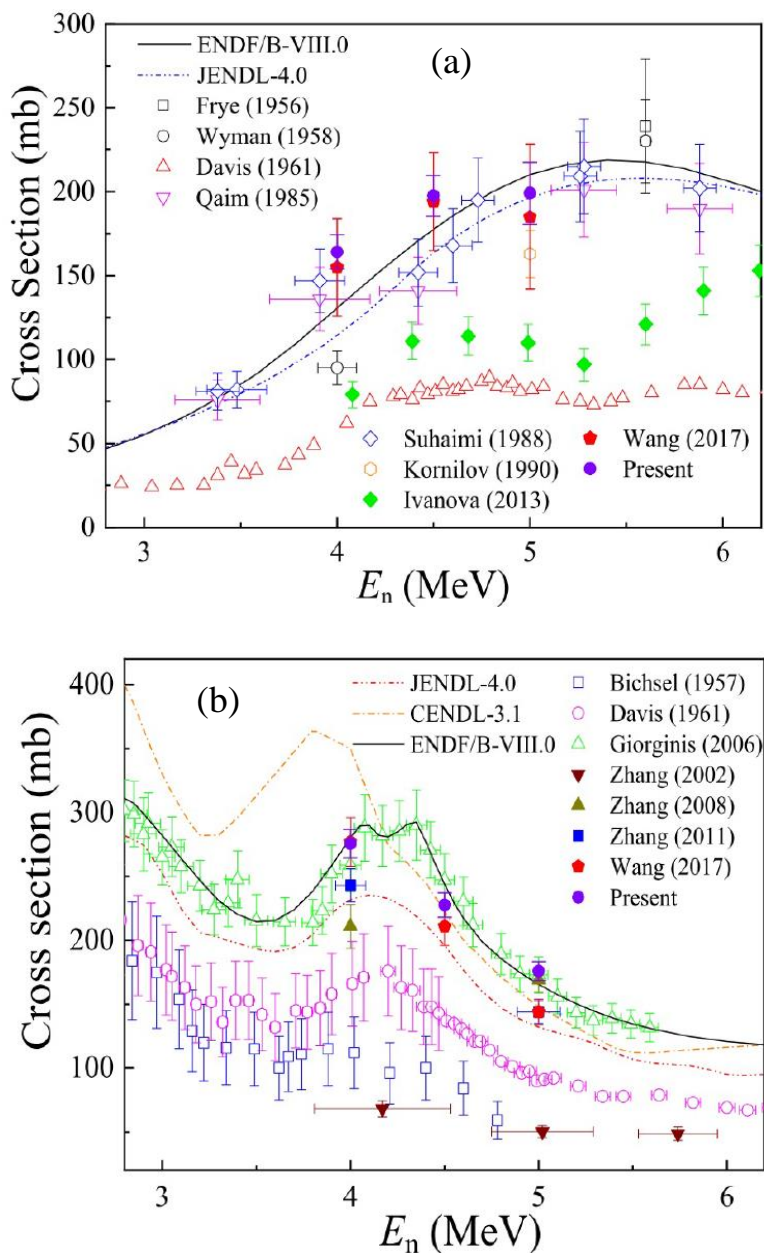 300
250
200
150
100
50
0
Cross Section (mb)
(a)
ENDF/B-VIII.0
JENDL-4.0
Frye (1956)
Wyman (1958)
Davis (1961)
Qaim (1985)
Suhaimi (1988)
Kornilov (1990)
Ivanova (2013)
Wang (2017)
Present
3 4 5 6
En (MeV)
400
300
200
100
Cross section (mb)
(b)
JENDL-4.0
CENDL-3.1
ENDF/B-VIII.0
Bichsel (1957)
Davis (1961)
Giorginis (2006)
Zhang (2002)
Zhang (2008)
Zhang (2011)
Wang (2017)
Present
3 4 5 6
En (MeV)